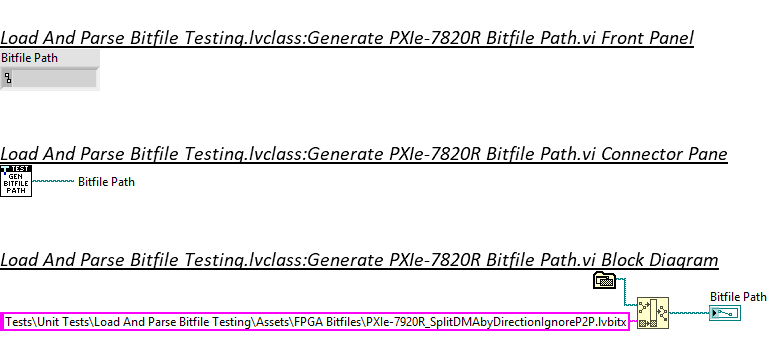 Load And Parse Bitfile Testing.lvclass:Generate PXIe-7820R Bitfile Path.vi Front Panel
Bitfile Path
Load And Parse Bitfile Testing.lvclass:Generate PXIe-7820R Bitfile Path.vi Connector Pane
TEST
GEN
BITFILE
PATH
Bitfile Path
Load And Parse Bitfile Testing.lvclass:Generate PXIe-7820R Bitfile Path.vi Block Diagram
Bitfile Path
Tests\Unit Tests\Load And Parse Bitfile Testing\Assets\FPGA Bitfiles\PXIe-7920R_SplitDMAbyDirectionIgnoreP2P.lvbitx